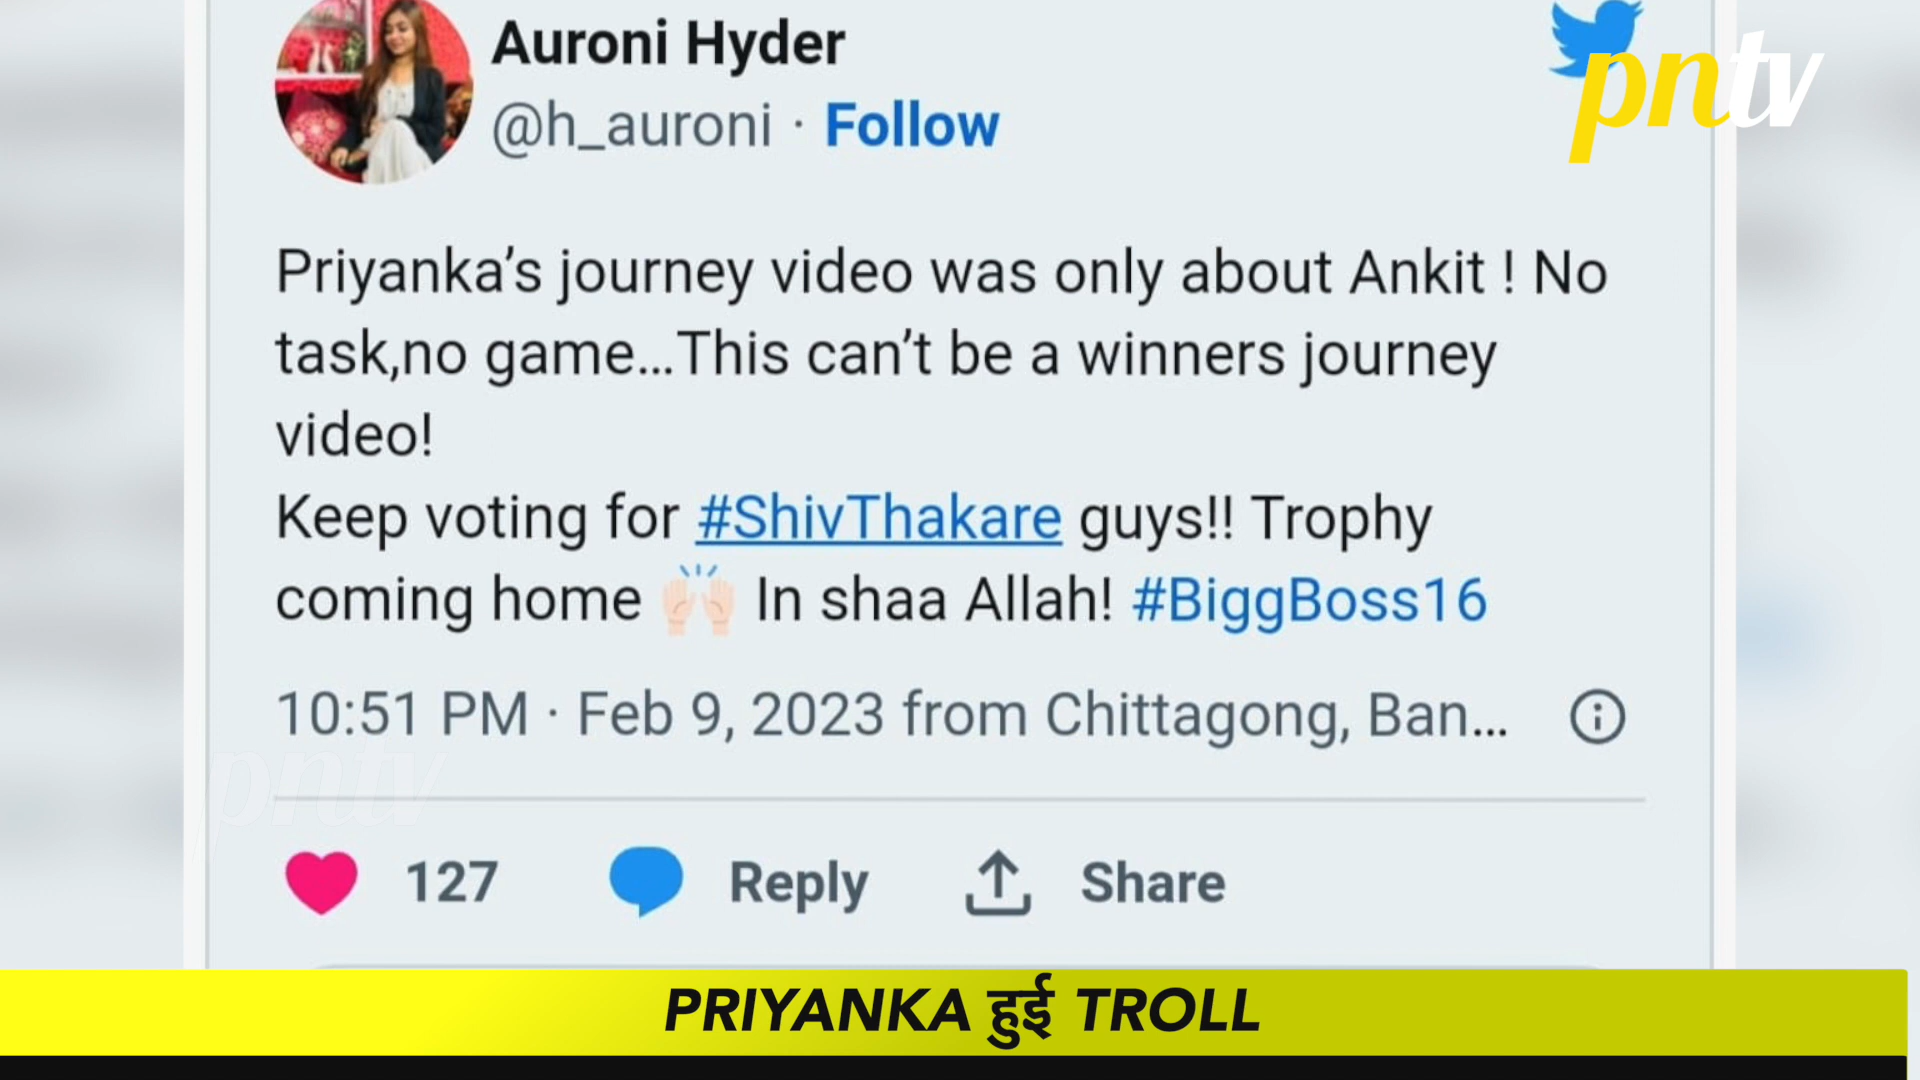 Auroni Hyder
@h_auroni · Follow
pntv
Priyanka’s journey video was only about Ankit ! No
task,no game...This can’t be a winners journey
video!
Keep voting for #ShivThakare guys!! Trophy
coming home 🙌🏻 In shaa Allah! #BiggBoss16
10:51 PM · Feb 9, 2023 from Chittagong, Ban...
pntv
127 Reply Share
PRIYANKA हुई TROLL